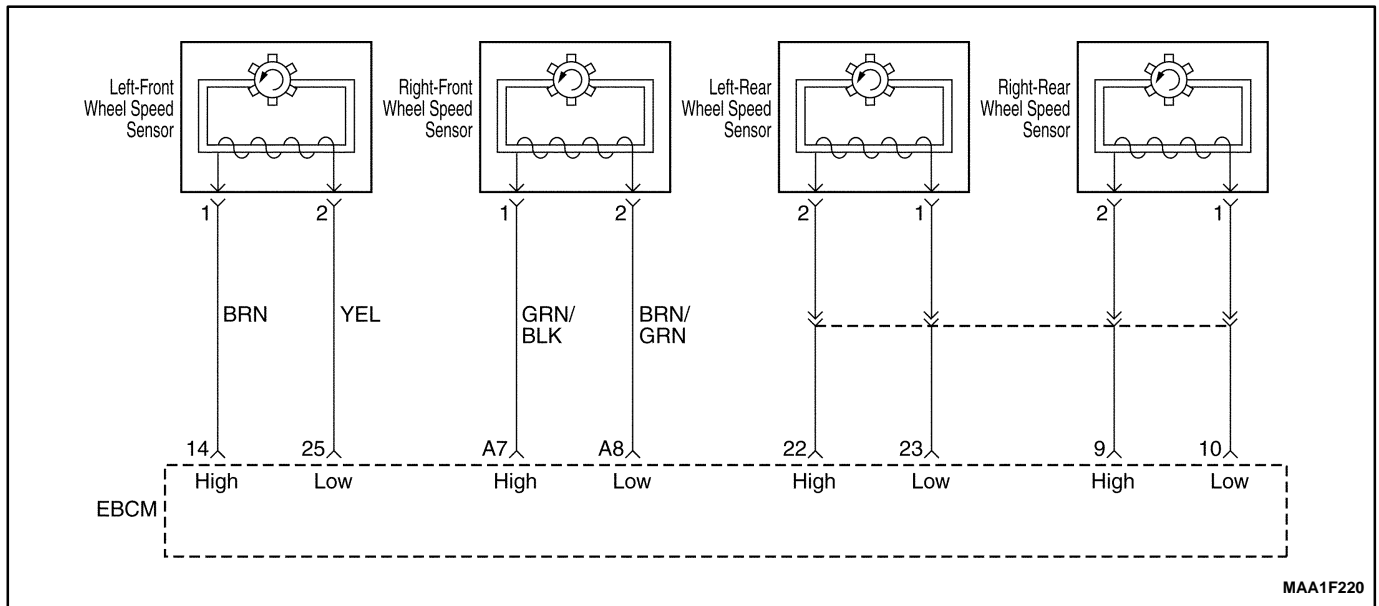 Left-Front
Wheel Speed
Sensor
Right-Front
Wheel Speed
Sensor
Left-Rear
Wheel Speed
Sensor
Right-Rear
Wheel Speed
Sensor
1 2 1 2 2 1 2 1
BRN YEL GRN/
BLK BRN/
GRN
14 25 A7 A8 22 23 9 10
High Low High Low High Low High Low
EBCM
MAA1F220